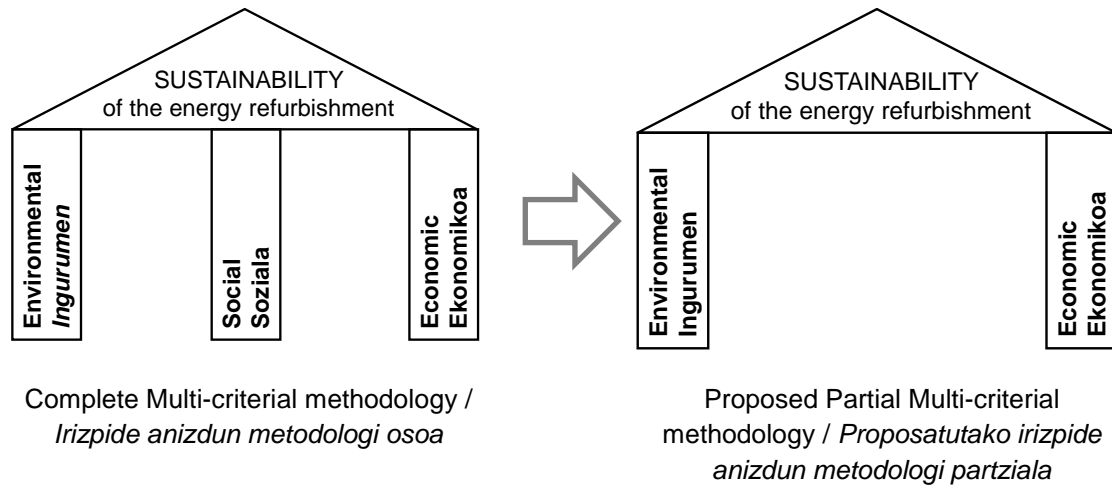 SUSTAINABILITY
of the energy refurbishment
Environmental
Ingurumen
Social
Soziala
Economic
Ekonomikoa
Complete Multi-criterial methodology /
Irizpide anizdun metodologi osoa
SUSTAINABILITY
of the energy refurbishment
Environmental
Ingurumen
Economic
Ekonomikoa
Proposed Partial Multi-criterial
methodology / Proposatutako irizpide
anizdun metodologi partziala